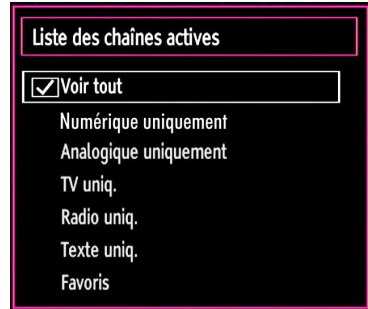 Liste des chaînes actives
Voir tout
Numérique uniquement
Analogique uniquement
TV uniq.
Radio uniq.
Texte uniq.
Favoris